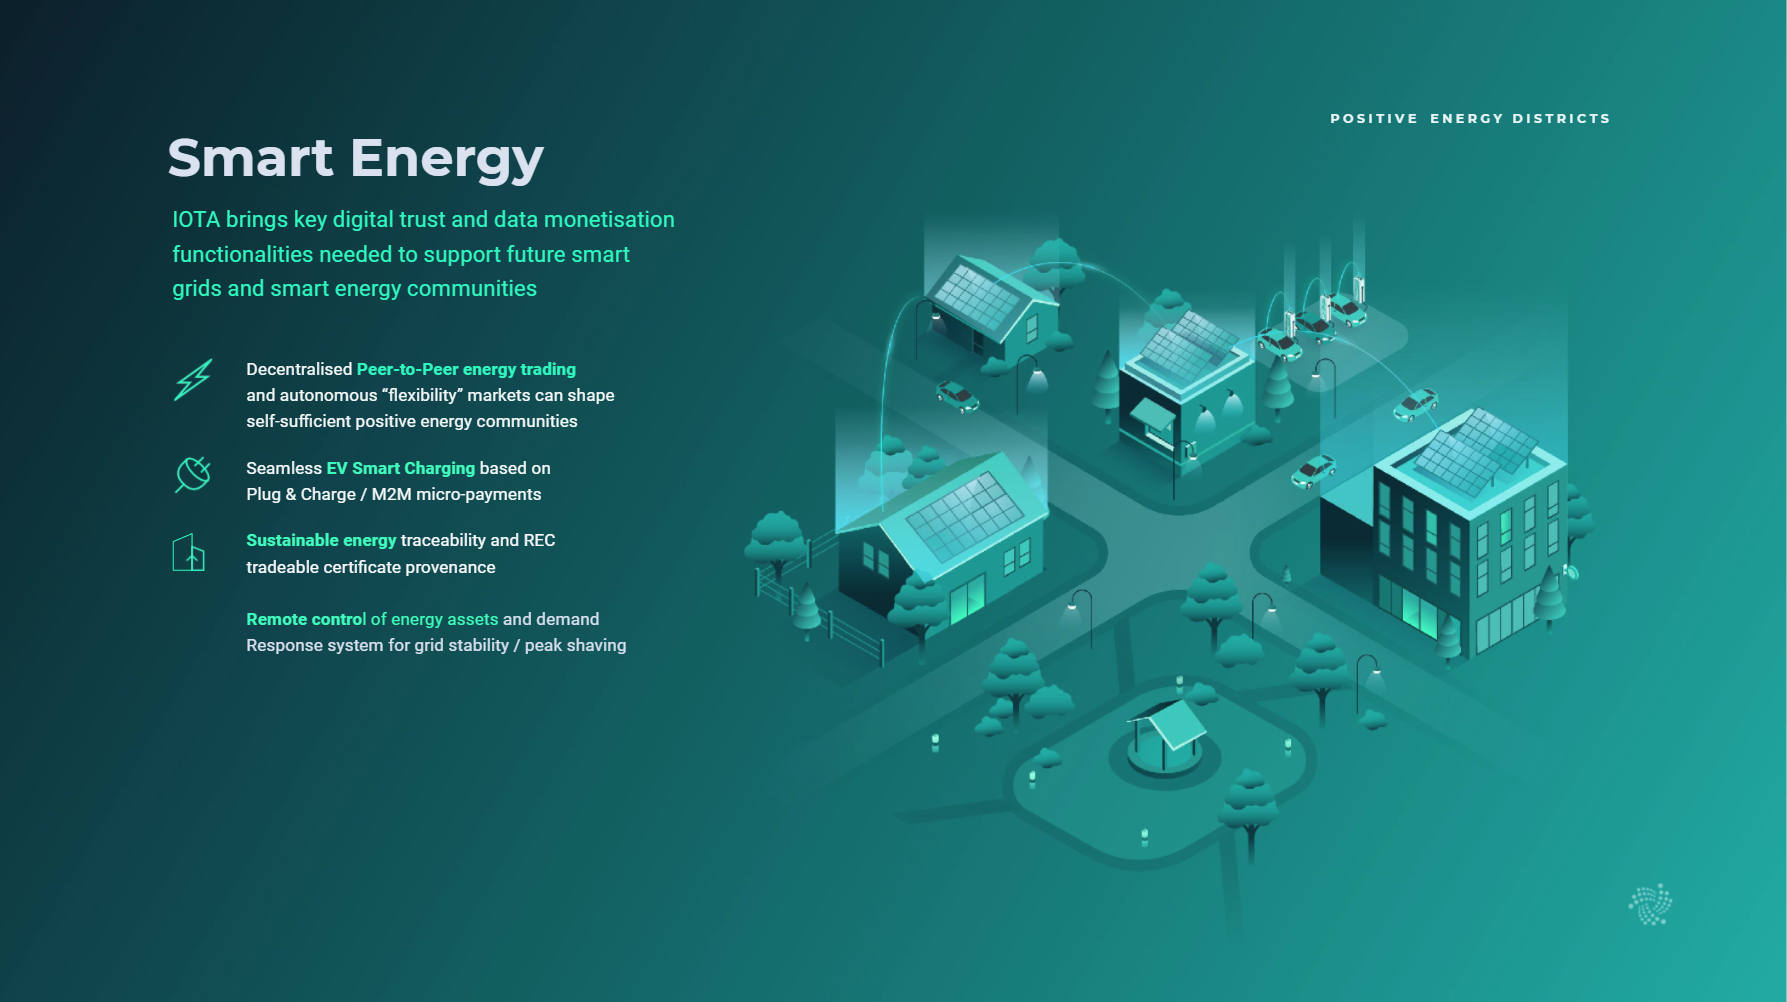 POSITIVE ENERGY DISTRICTS
Smart Energy
IOTA brings key digital trust and data monetisation
functionalities needed to support future smart
grids and smart energy communities
Decentralised Peer-to-Peer energy trading
and autonomous “flexibility” markets can shape
self-sufficient positive energy communities
Seamless EV Smart Charging based on
Plug & Charge / M2M micro-payments
Sustainable energy traceability and REC
tradeable certificate provenance
Remote control of energy assets and demand
Response system for grid stability / peak shaving